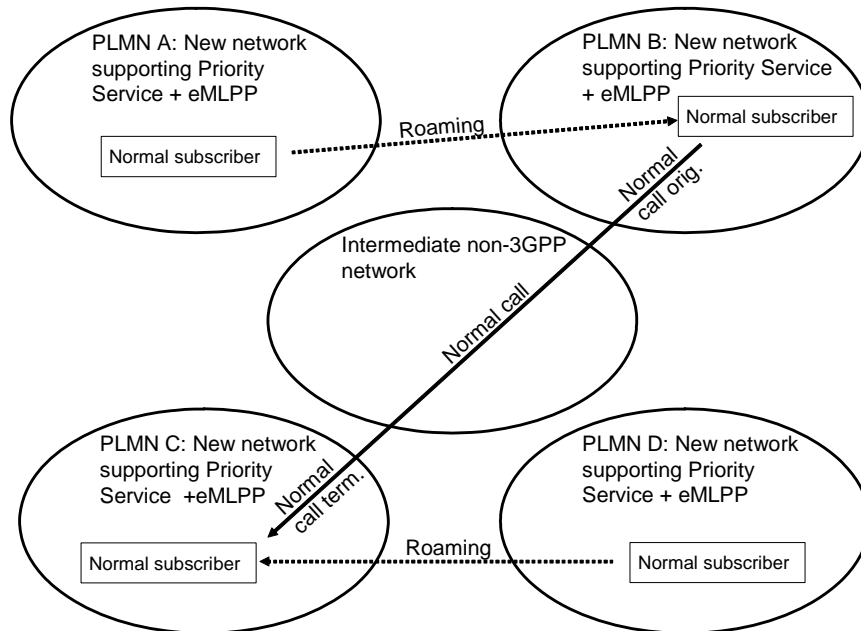 PLMN A: New network
supporting Priority
Service + eMLPP
Normal subscriber
Roaming
PLMN B: New network
supporting Priority Service
+ eMLPP
Normal subscriber
Normal
call orig.
Intermediate non-3GPP
network
Normal call
PLMN C: New network
supporting Priority
Service +eMLPP
Normal
call term.
Normal subscriber
Roaming
PLMN D: New network
supporting Priority
Service + eMLPP
Normal subscriber